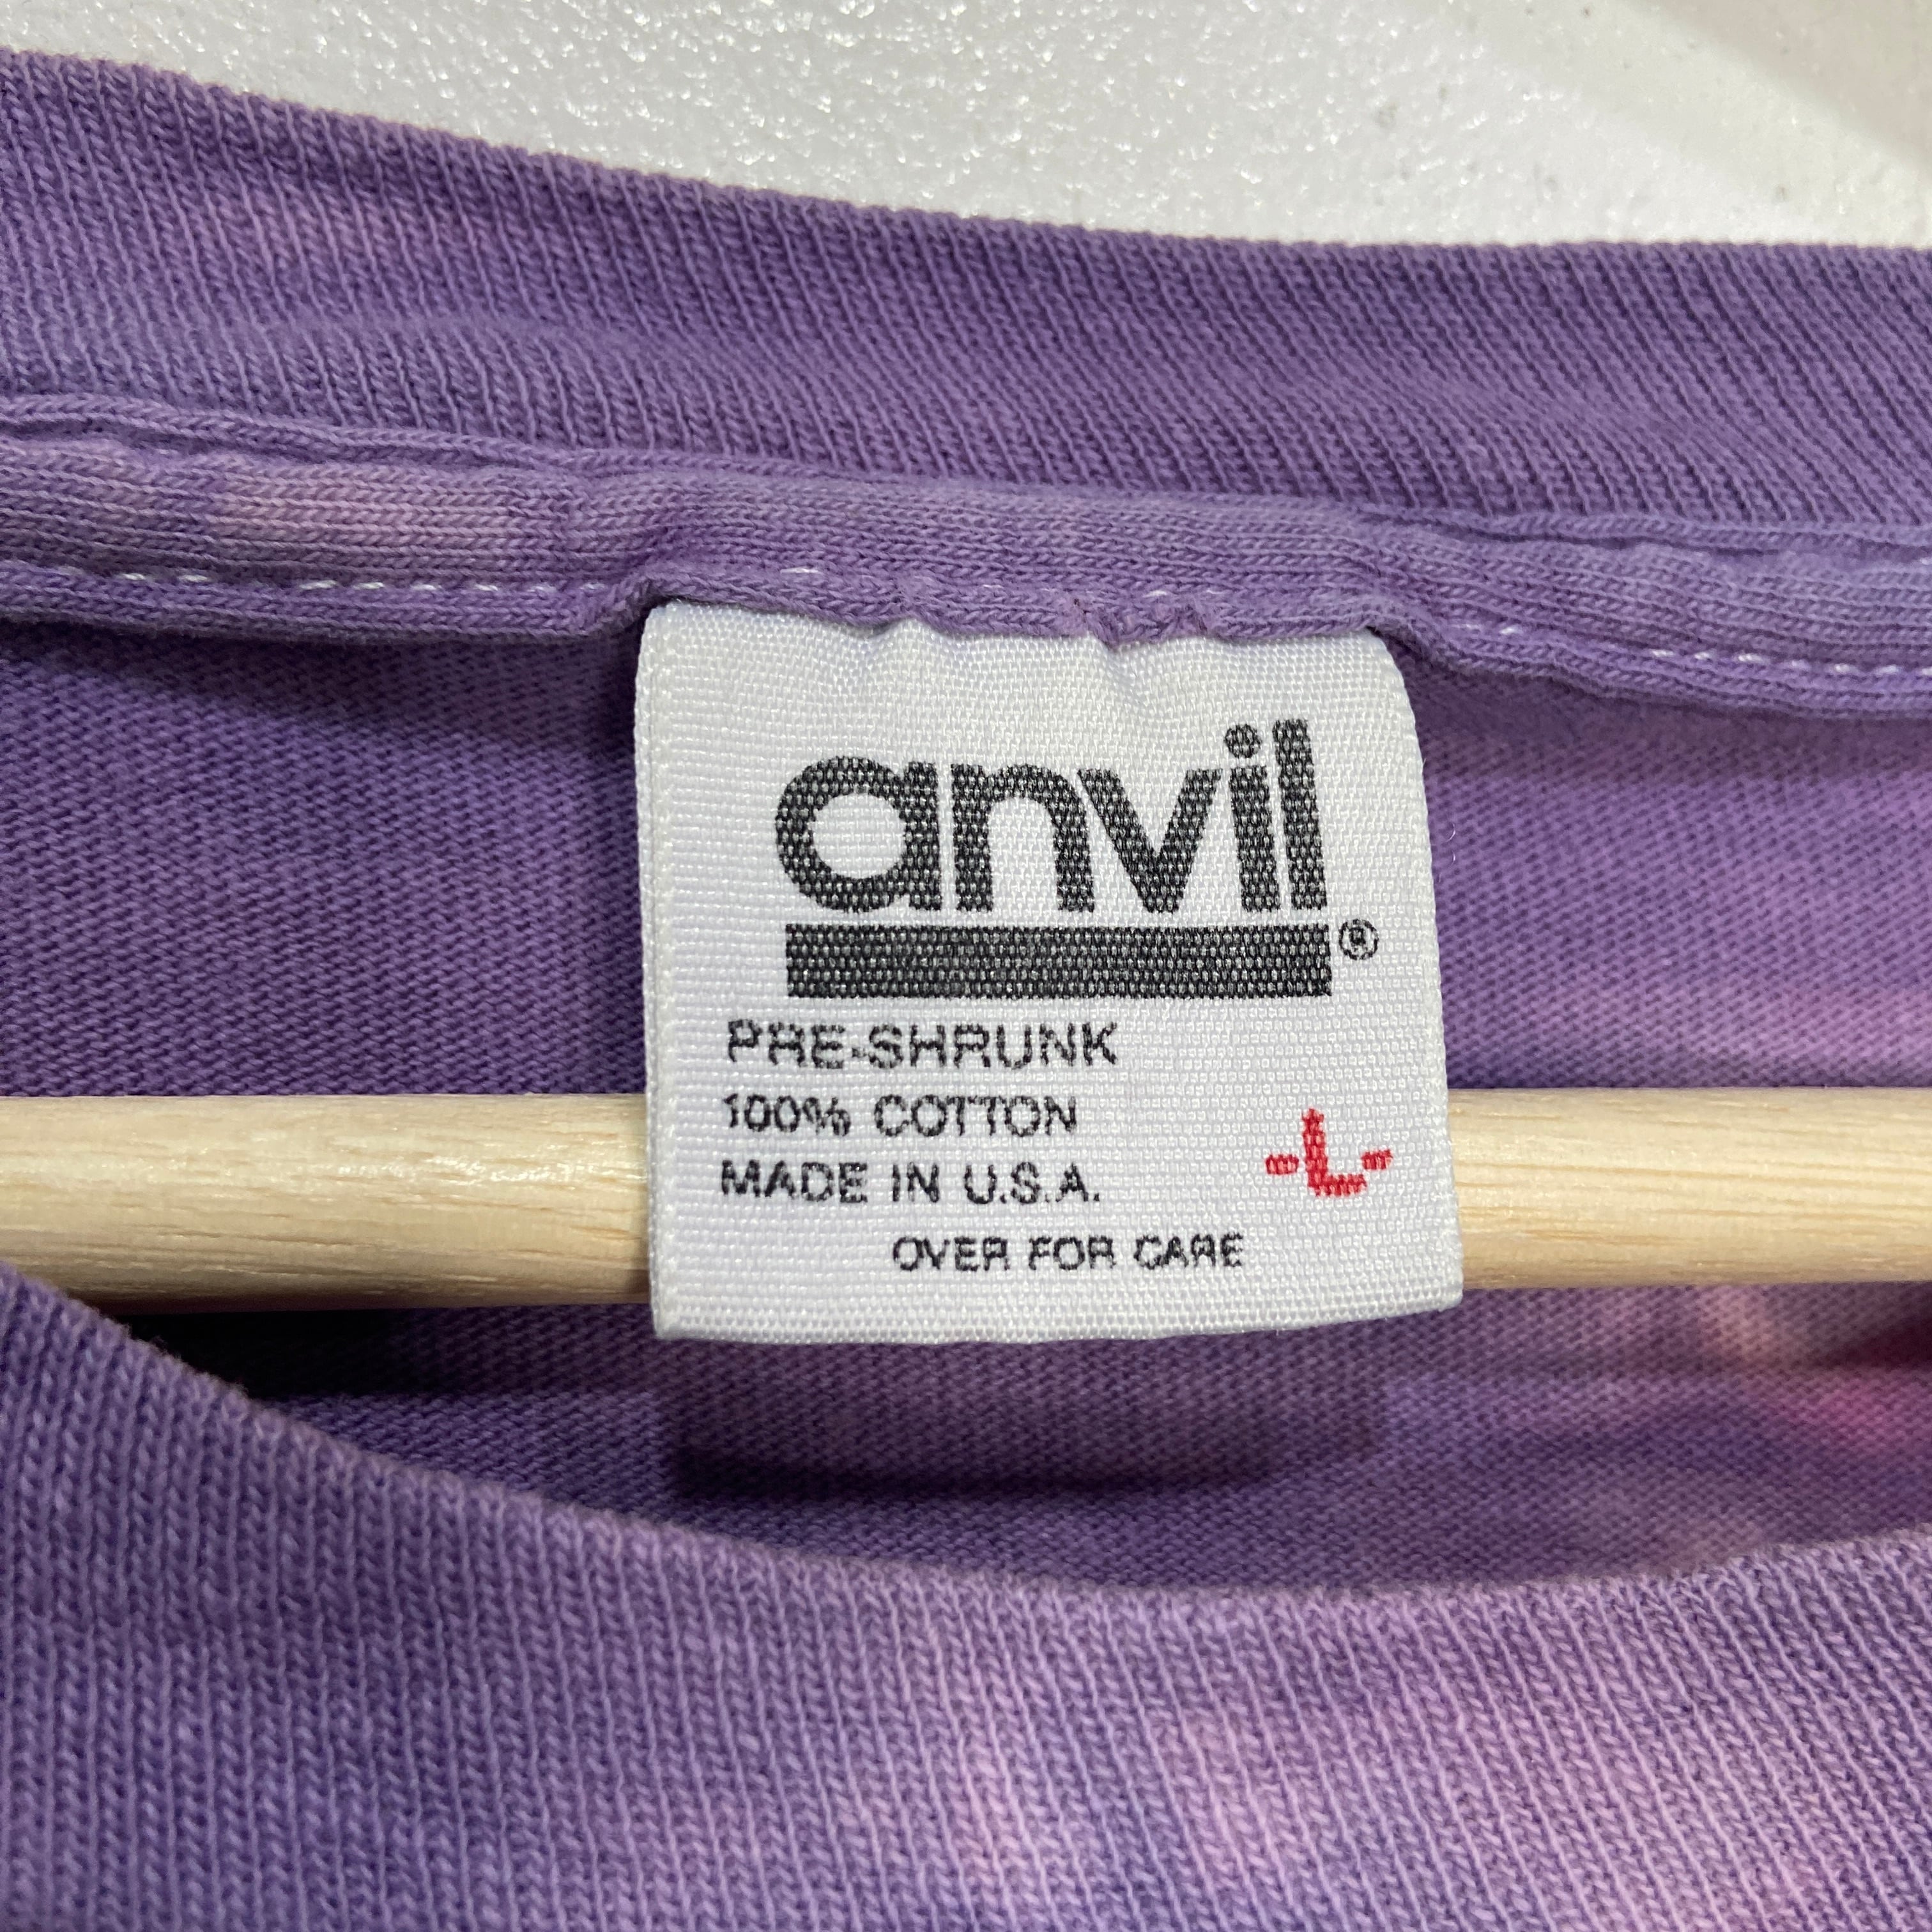 anvil®
PRE-SHRUNK
100% COTTON
MADE IN U.S.A.
-L-
OVER FOR CARE